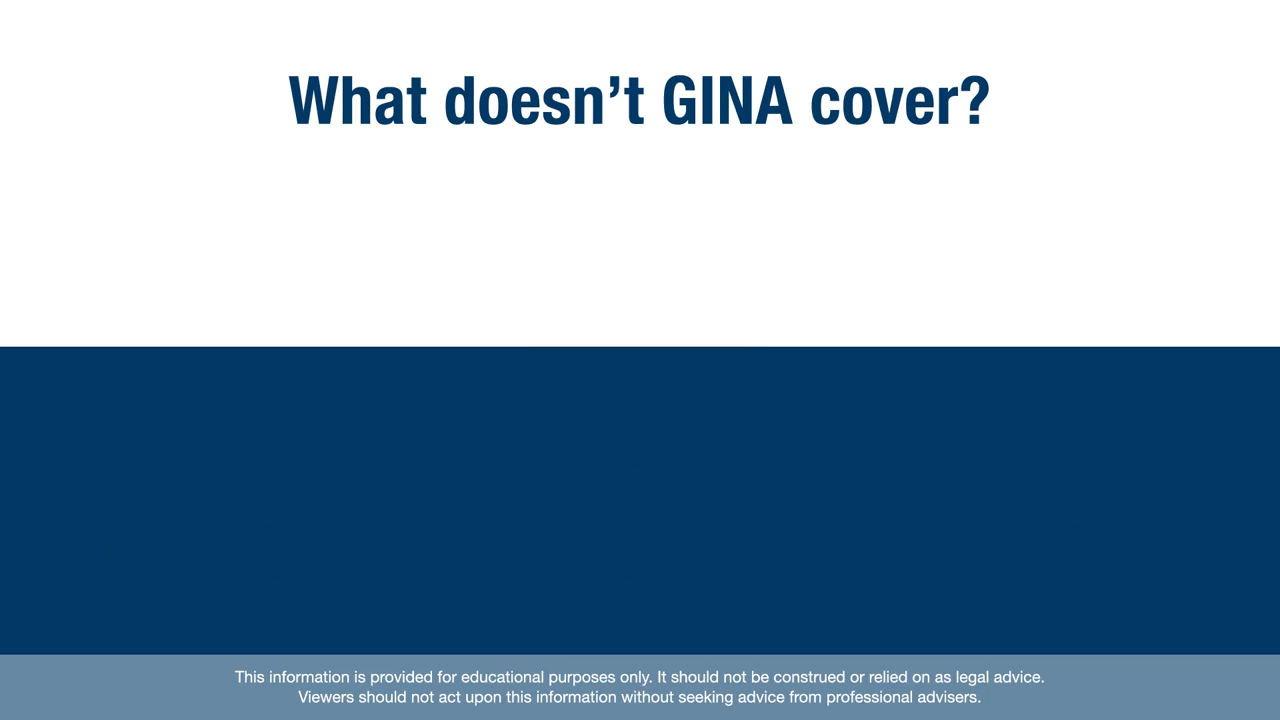 What doesn’t GINA cover?
This information is provided for educational purposes only. It should not be construed or relied on as legal advice.
Viewers should not act upon this information without seeking advice from professional advisers.